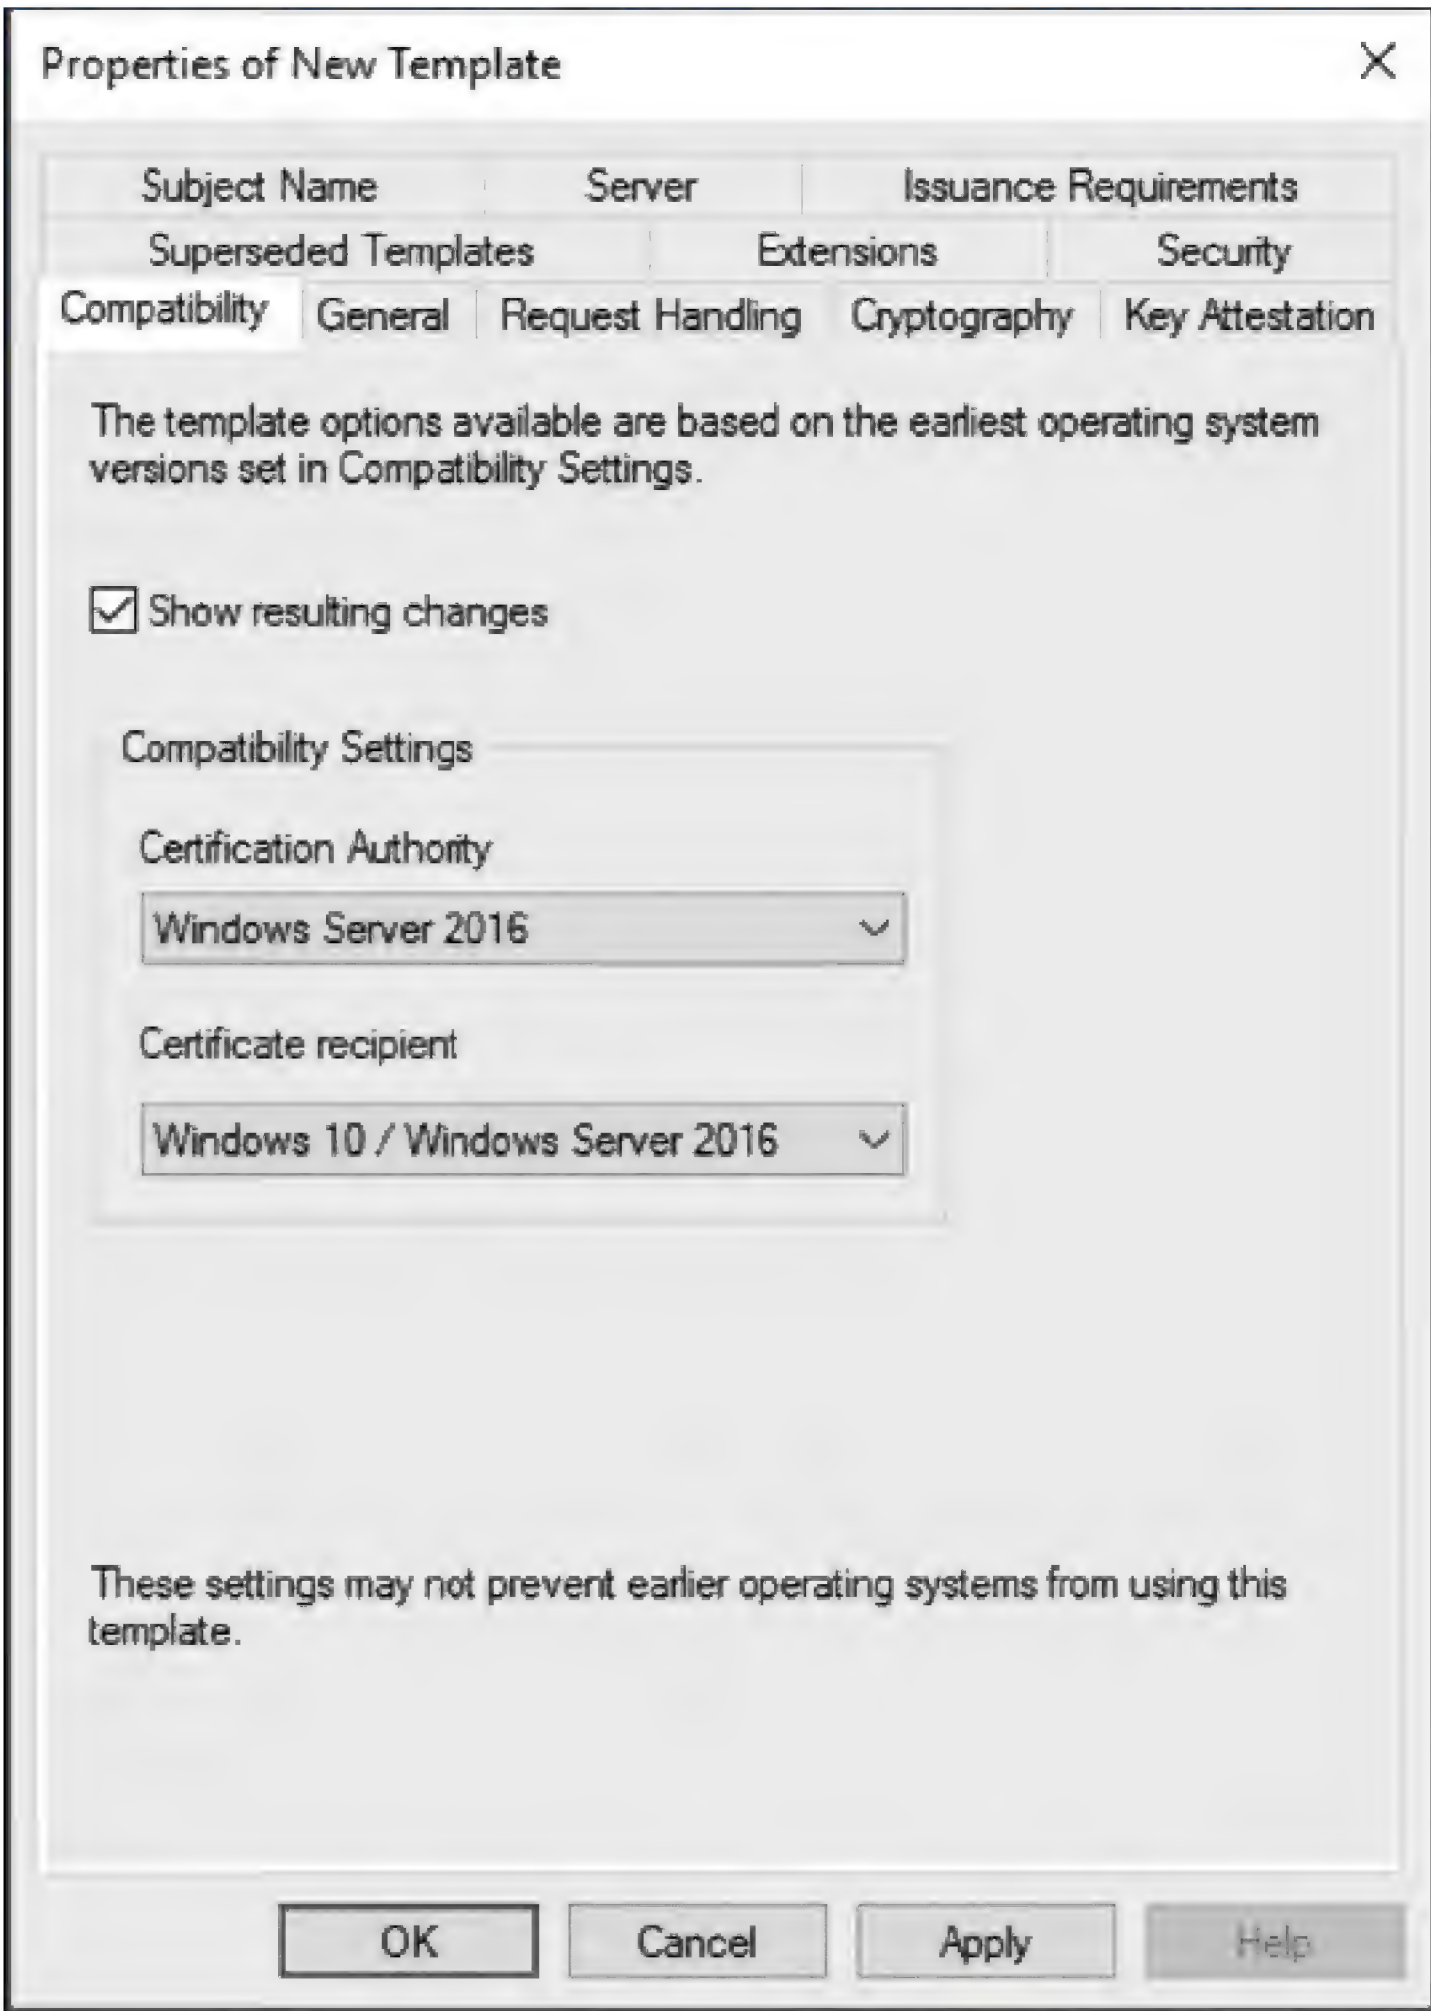 Properties of New Template
Subject Name
Server
Issuance Requirements
Superseded Templates
Extensions
Security
Compatibility
General
Request Handling
Cryptography
Key Attestation
The template options available are based on the earliest operating system
versions set in Compatibility Settings.
Show resulting changes
Compatibility Settings
Certification Authority
Windows Server 2016
Certificate recipient
Windows 10 / Windows Server 2016
These settings may not prevent earlier operating systems from using this
template.
OK
Cancel
Apply
Help